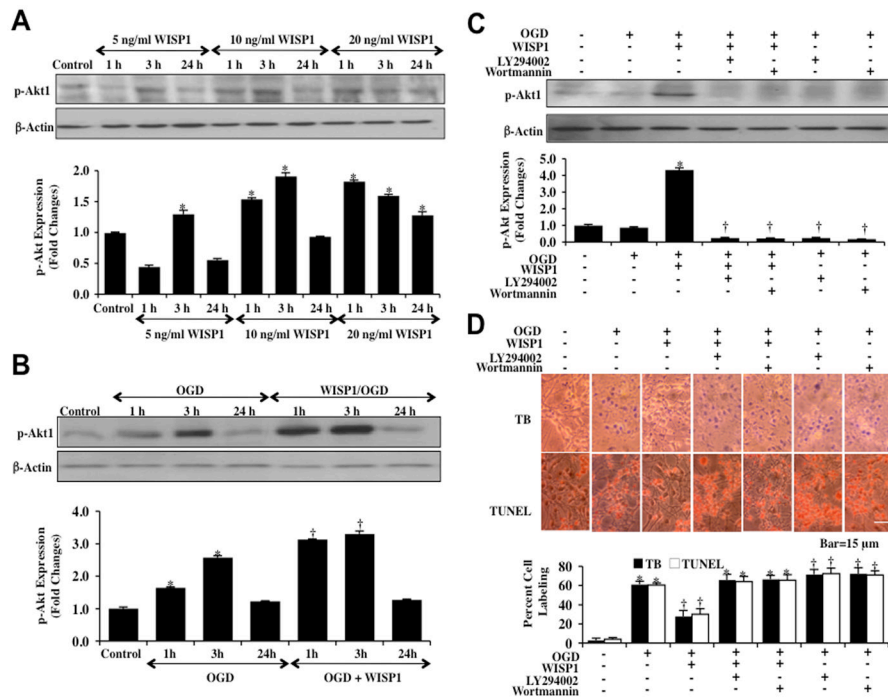 A
5 ng/ml WISP1 10 ng/ml WISP1 20 ng/ml WISP1
Control 1 h 3 h 24 h 1 h 3 h 24 h 1 h 3 h 24 h
p-Akt1
β-Actin
p-Akt Expression
(Fold Changes)
2.0
1.5
1.0
0.5
0.0
* * * * * *
Control 1 h 3 h 24 h 1 h 3 h 24 h 1 h 3 h 24 h
5 ng/ml WISP1 10 ng/ml WISP1 20 ng/ml WISP1
B
OGD WISP1/OGD
Control 1 h 3 h 24 h 1h 3 h 24 h
p-Akt1
β-Actin
p-Akt Expression
(Fold Changes)
4.0
3.0
2.0
1.0
0.0
* * † †
Control 1h 3h 24h 1h 3h 24h
OGD OGD + WISP1
C
OGD - + + + + + +
WISP1 - - + + + - -
LY294002 - - - + - + -
Wortmannin - - - - + - +
p-Akt1
β-Actin
p-Akt Expression
(Fold Changes)
5.0
4.0
3.0
2.0
1.0
0.0
* † † † †
OGD - + + + + + +
WISP1 - - + + + - -
LY294002 - - - + - + -
Wortmannin - - - - + - +
D
OGD - + + + + + +
WISP1 - - + + + - -
LY294002 - - - + - + -
Wortmannin - - - - + - +
TB
TUNEL
Bar=15 μm
Percent Cell
Labeling
80
60
40
20
0
TB TUNEL
* * † † * * * * † † † †
OGD - + + + + + +
WISP1 - - + + + - -
LY294002 - - - + - + -
Wortmannin - - - - + - +